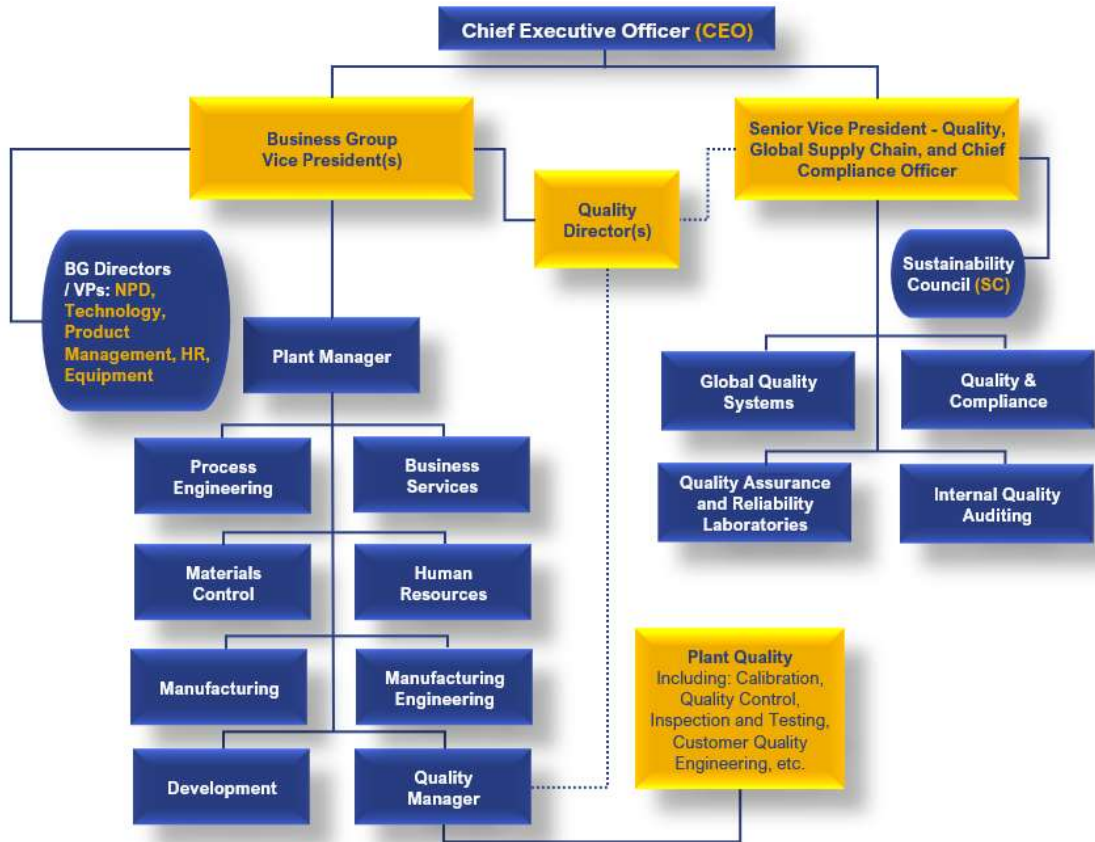 Chief Executive Officer (CEO)
Business Group
Vice President(s)
Senior Vice President - Quality,
Global Supply Chain, and Chief
Compliance Officer
Quality
Director(s)
BG Directors
/ VPs: NPD,
Technology,
Product
Management, HR,
Equipment
Sustainability
Council (SC)
Plant Manager
Global Quality
Systems
Quality &
Compliance
Process
Engineering
Business
Services
Quality Assurance
and Reliability
Laboratories
Internal Quality
Auditing
Materials
Control
Human
Resources
Manufacturing
Manufacturing
Engineering
Plant Quality
Including: Calibration,
Quality Control,
Inspection and Testing,
Customer Quality
Engineering, etc.
Development
Quality
Manager